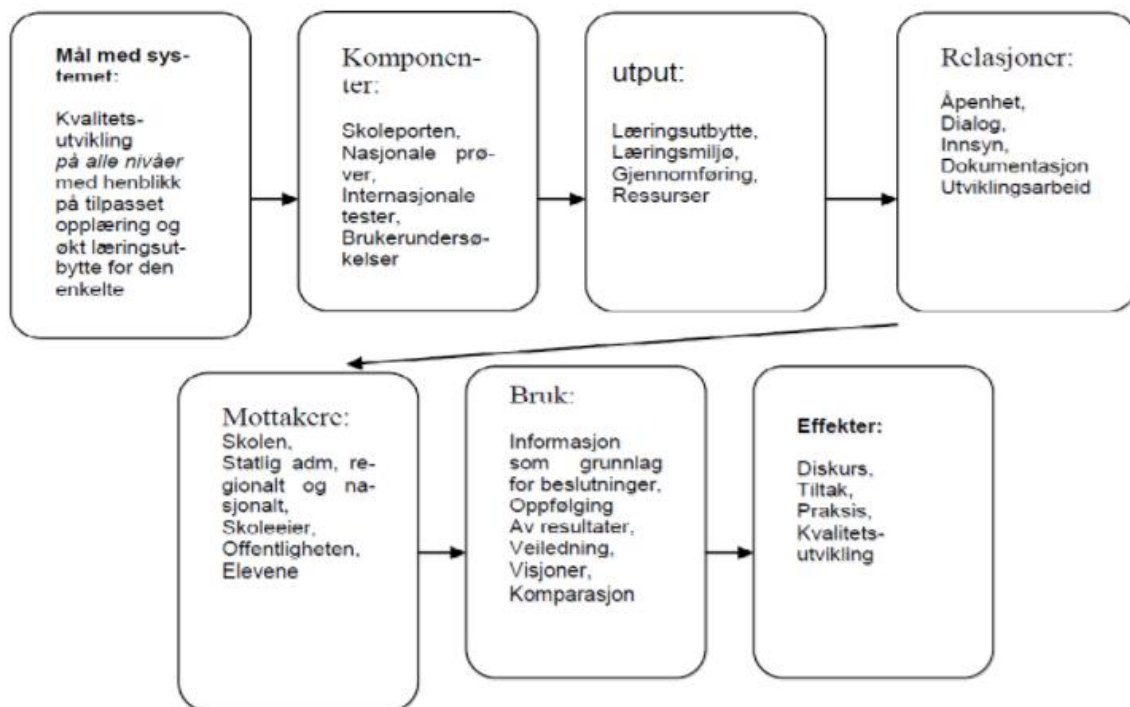 Mål med sys-
temet:
Kvalitets-
utvikling
på alle nivåer
med henblikk
på tilpasset
opplæring og
økt læringsut-
bytte for den
enkelte
Komponen-
ter:
Skoleporten,
Nasjonale prø-
ver,
Internasjonale
tester,
Brukerundersø-
kelser
utput:
Læringsutbytte,
Læringsmiljø,
Gjennomføring,
Ressurser
Relasjoner:
Åpenhet,
Dialog,
Innsyn,
Dokumentasjon
Utviklingsarbeid
Mottakere:
Skolen,
Statlig adm, re-
gionalt og na-
sjonalt,
Skoleeier,
Offentligheten,
Elevene
Bruk:
Informasjon
som grunnlag
for beslutninger,
Oppfølging
Av resultater,
Veiledning,
Visjoner,
Komparasjon
Effekter:
Diskurs,
Tiltak,
Praksis,
Kvalitets-
utvikling